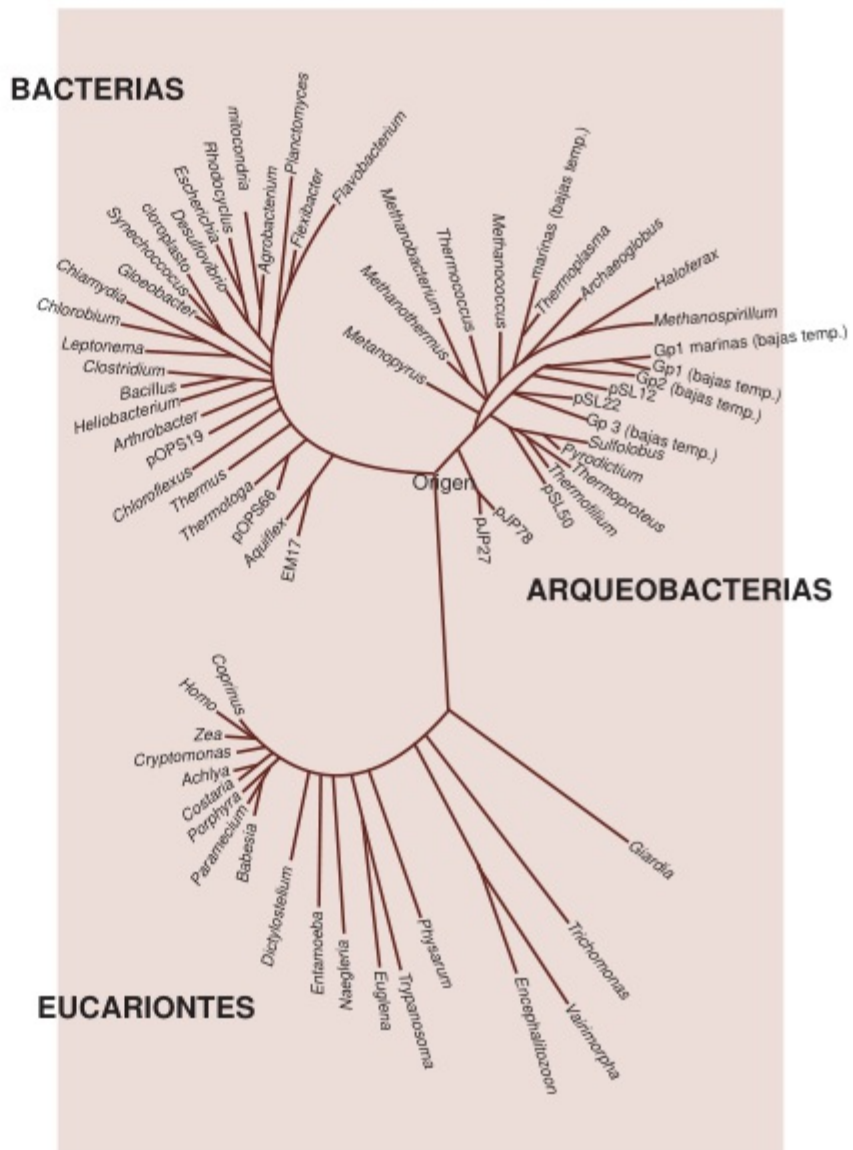 BACTERIAS
Planctomyces
mitocondria
Flavobacterium
Rhodocyclus
Flexibacter
Escherichia
Agrobacterium
Desulfovibrio
cloroplasto
Synechococcus
Gloeobacter
Chlamydia
Chlorobium
Leptonema
Clostridium
Bacillus
Heliobacterium
Arthrobacter
pOPS19
Chloroflexus
Thermus
Thermotoga
pOPS66
Aquiflex
EM17
Origen
Metanopyrus
Methanothermus
Methanobacterium
Thermococcus
Methanococcus
marinas (bajas temp.)
Thermoplasma
Archaeoglobus
Haloferax
Methanospirillum
Gp1 marinas (bajas temp.)
Gp1 (bajas temp.)
Gp2 (bajas temp.)
pSL12
pSL22
Gp 3 (bajas temp.)
Sulfolobus
Pyrodictium
Thermoproteus
Thermofilium
pSL50
pJP78
pJP27
ARQUEOBACTERIAS
Coprinus
Homo
Zea
Cryptomonas
Achlya
Costaria
Porphyra
Paramecium
Babesia
Dictylostelium
Entamoeba
Naegleria
Euglena
Trypanosoma
Physarum
Encephalitozoon
Vairimorpha
Trichomonas
Giardia
EUCARIONTES